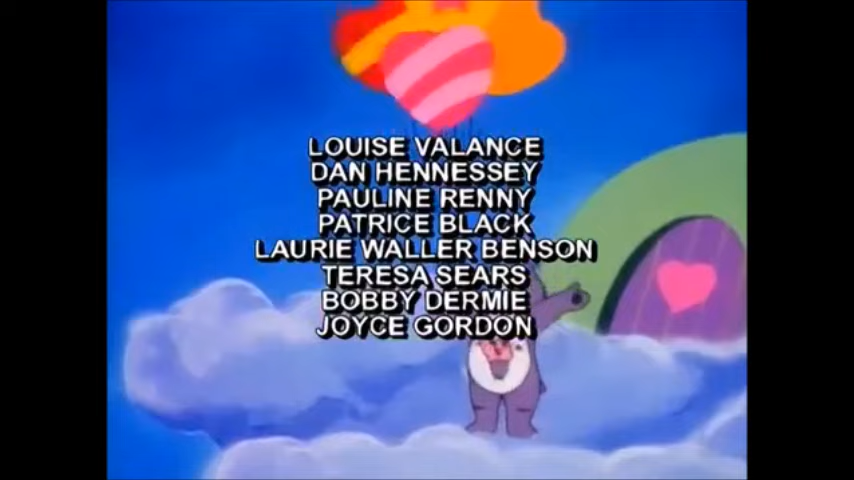 LOUISE VALANCE
DAN HENNESSEY
PAULINE RENNY
PATRICE BLACK
LAURIE WALLER BENSON
TERESA SEARS
BOBBY DERMIE
JOYCE GORDON